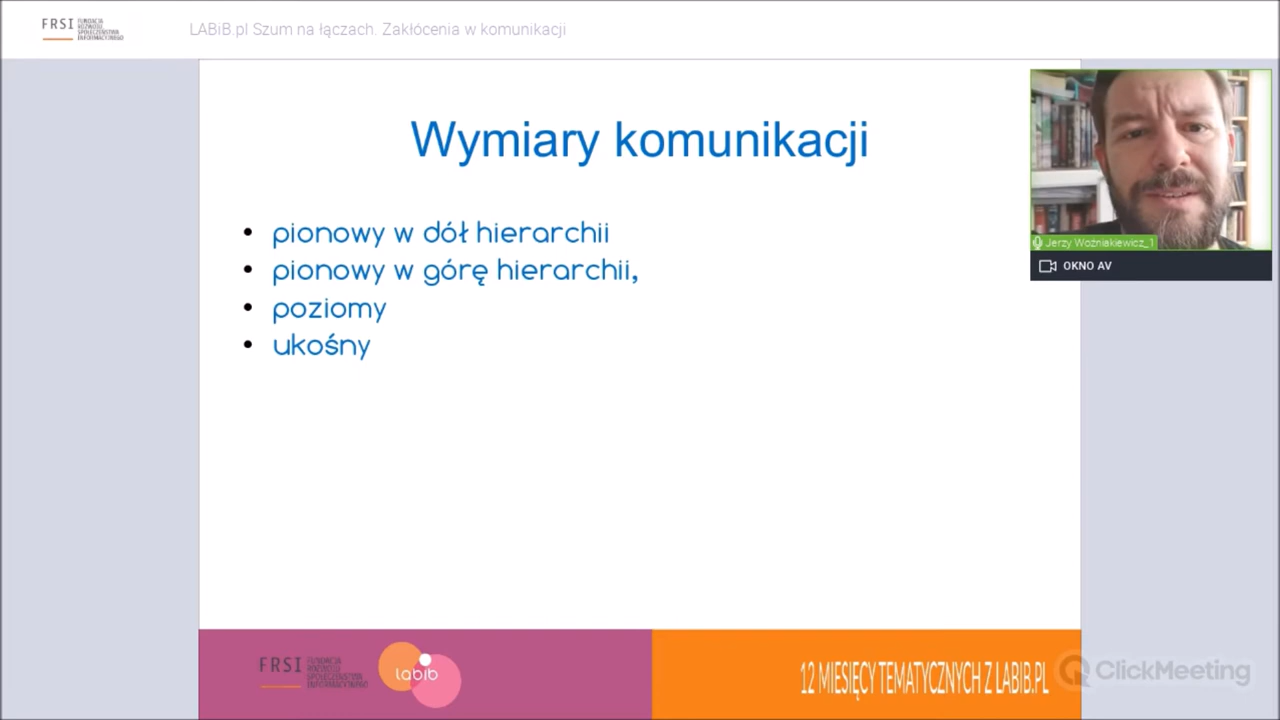 FRSI FUNDACJA
ROZWOJU
SPOŁECZEŃSTWA
INFORMACYJNEGO
LABiB.pl Szum na łączach. Zakłócenia w komunikacji
Wymiary komunikacji
• pionowy w dół hierarchii
• pionowy w górę hierarchii,
• poziomy
• ukośny
Jerzy Woźniakiewicz_1
OKNO AV
FRSI FUNDACJA
ROZWOJU
SPOŁECZEŃSTWA
INFORMACYJNEGO
labib
12 MIESIĘCY TEMATYCZNYCH Z LABIB.PL
ClickMeeting